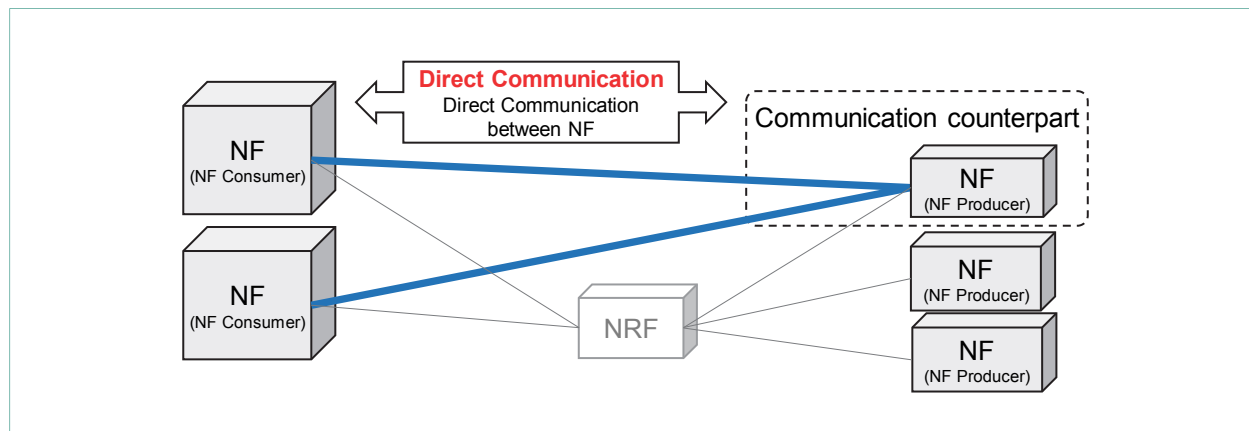 Direct Communication
Direct Communication
between NF
Communication counterpart
NF
(NF Consumer)
NF
(NF Producer)
NF
(NF Consumer)
NF
(NF Producer)
NRF
NF
(NF Producer)